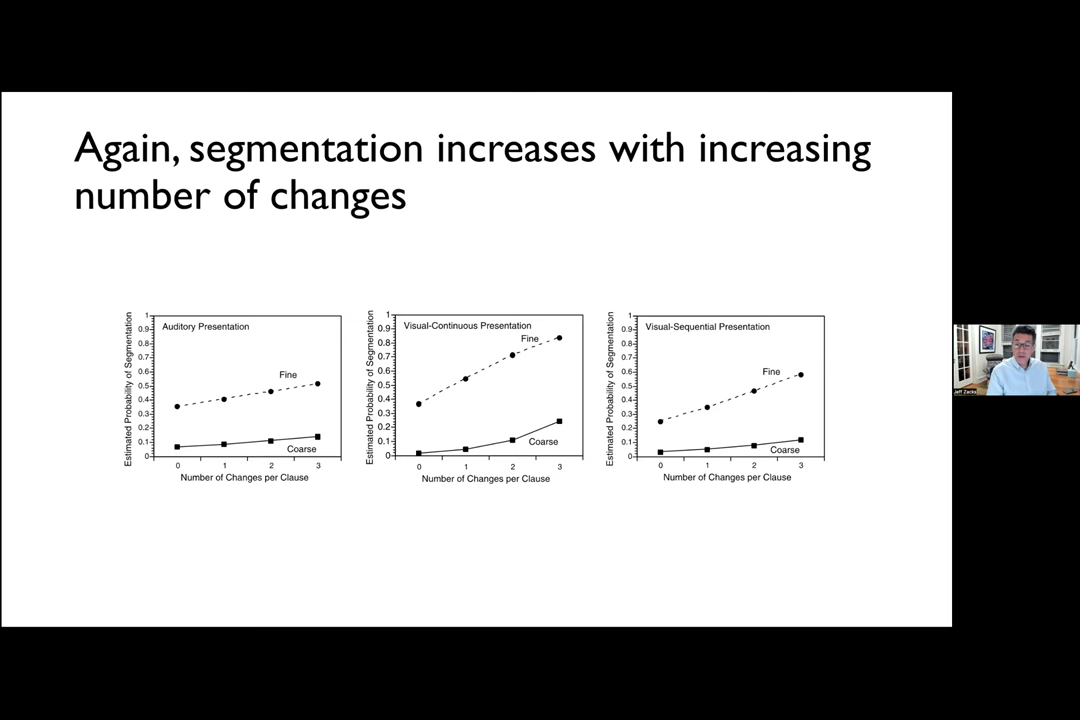 Again, segmentation increases with increasing
number of changes
Estimated Probability of Segmentation
1
0.9
0.8
0.7
0.6
0.5
0.4
0.3
0.2
0.1
0
Auditory Presentation
Fine
Coarse
0 1 2 3
Number of Changes per Clause
Estimated Probability of Segmentation
1
0.9
0.8
0.7
0.6
0.5
0.4
0.3
0.2
0.1
0
Visual-Continuous Presentation
Fine
Coarse
0 1 2 3
Number of Changes per Clause
Estimated Probability of Segmentation
1
0.9
0.8
0.7
0.6
0.5
0.4
0.3
0.2
0.1
0
Visual-Sequential Presentation
Fine
Coarse
0 1 2 3
Number of Changes per Clause
Jeff Zacks